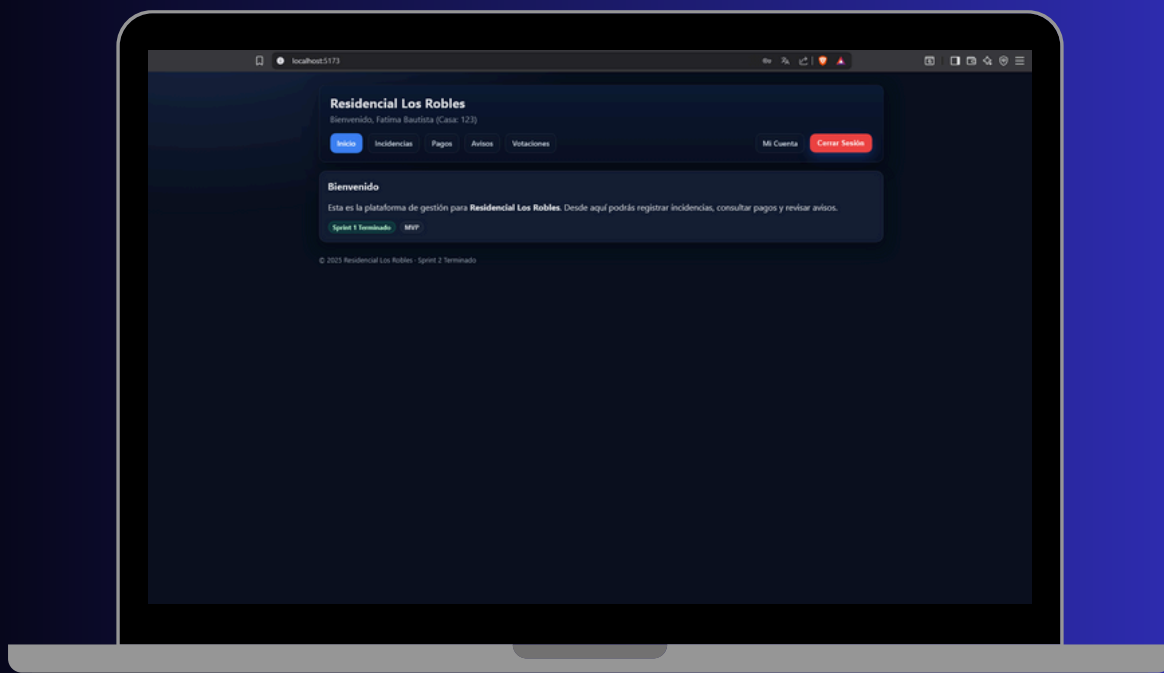 localhost:5173
Residencial Los Robles
Bienvenido, Fatima Bautista (Casa: 123)
Inicio Incidencias Pagos Avisos Votaciones Mi Cuenta Cerrar Sesión
Bienvenido
Esta es la plataforma de gestión para Residencial Los Robles. Desde aquí podrás registrar incidencias, consultar pagos y revisar avisos.
Sprint 1 Terminado MVP
© 2025 Residencial Los Robles - Sprint 2 Terminado